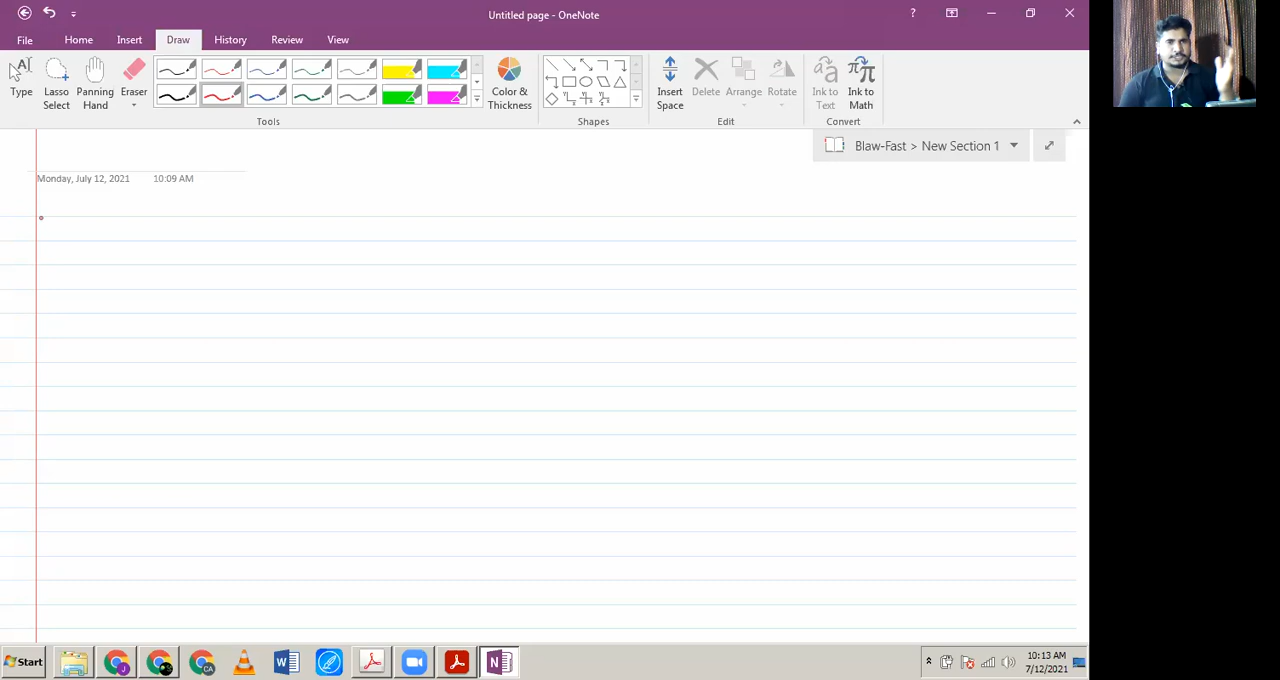 Untitled page - OneNote
?
File
Home
Insert
Draw
History
Review
View
Type
Lasso Select
Panning Hand
Eraser
Color & Thickness
Insert Space
Delete
Arrange
Rotate
Ink to Text
Ink to Math
Tools
Shapes
Edit
Convert
Blaw-Fast > New Section 1
Monday, July 12, 2021 10:09 AM
Start
10:13 AM
7/12/2021